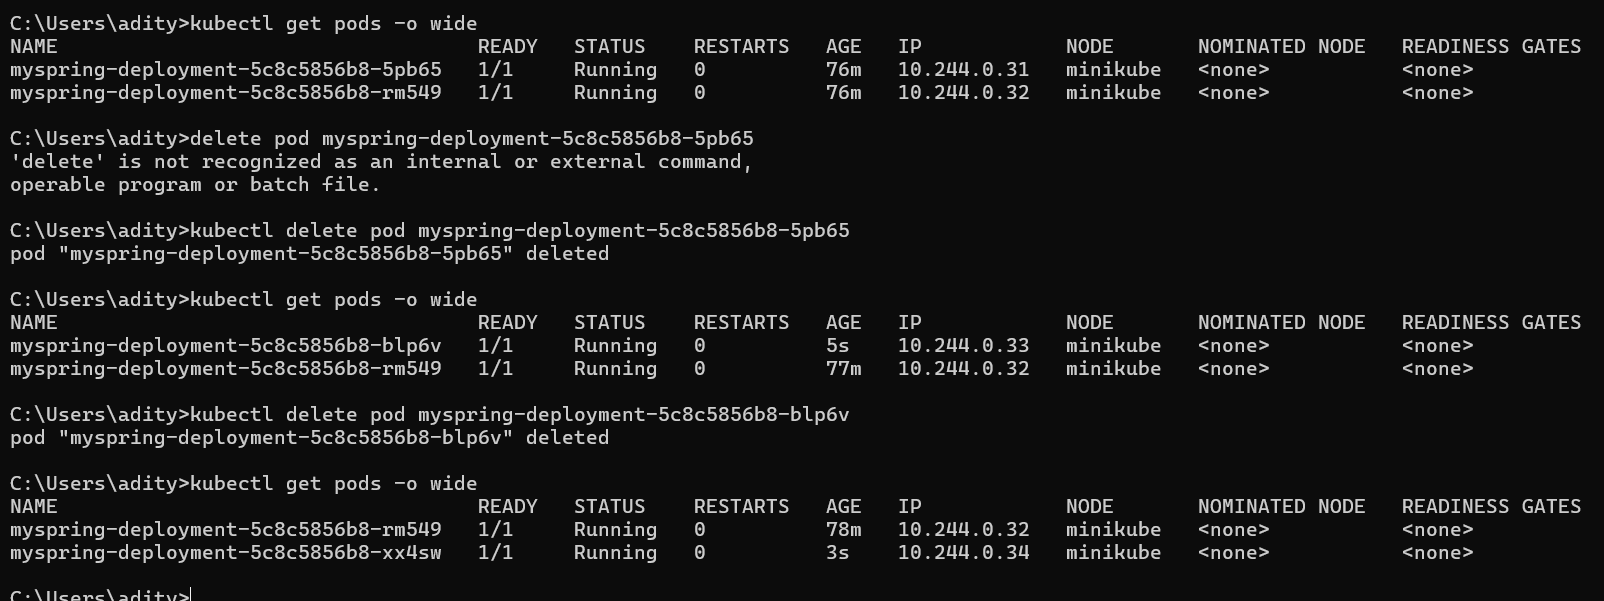 C:\Users\adity>kubectl get pods -o wide
NAME                                   READY   STATUS    RESTARTS   AGE   IP            NODE       NOMINATED NODE   READINESS GATES
myspring-deployment-5c8c5856b8-5pb65   1/1     Running   0          76m   10.244.0.31   minikube   <none>           <none>
myspring-deployment-5c8c5856b8-rm549   1/1     Running   0          76m   10.244.0.32   minikube   <none>           <none>
C:\Users\adity>delete pod myspring-deployment-5c8c5856b8-5pb65
'delete' is not recognized as an internal or external command,
operable program or batch file.
C:\Users\adity>kubectl delete pod myspring-deployment-5c8c5856b8-5pb65
pod "myspring-deployment-5c8c5856b8-5pb65" deleted
C:\Users\adity>kubectl get pods -o wide
NAME                                   READY   STATUS    RESTARTS   AGE   IP            NODE       NOMINATED NODE   READINESS GATES
myspring-deployment-5c8c5856b8-blp6v   1/1     Running   0          5s    10.244.0.33   minikube   <none>           <none>
myspring-deployment-5c8c5856b8-rm549   1/1     Running   0          77m   10.244.0.32   minikube   <none>           <none>
C:\Users\adity>kubectl delete pod myspring-deployment-5c8c5856b8-blp6v
pod "myspring-deployment-5c8c5856b8-blp6v" deleted
C:\Users\adity>kubectl get pods -o wide
NAME                                   READY   STATUS    RESTARTS   AGE   IP            NODE       NOMINATED NODE   READINESS GATES
myspring-deployment-5c8c5856b8-rm549   1/1     Running   0          78m   10.244.0.32   minikube   <none>           <none>
myspring-deployment-5c8c5856b8-xx4sw   1/1     Running   0          3s    10.244.0.34   minikube   <none>           <none>
C:\Users\adity>